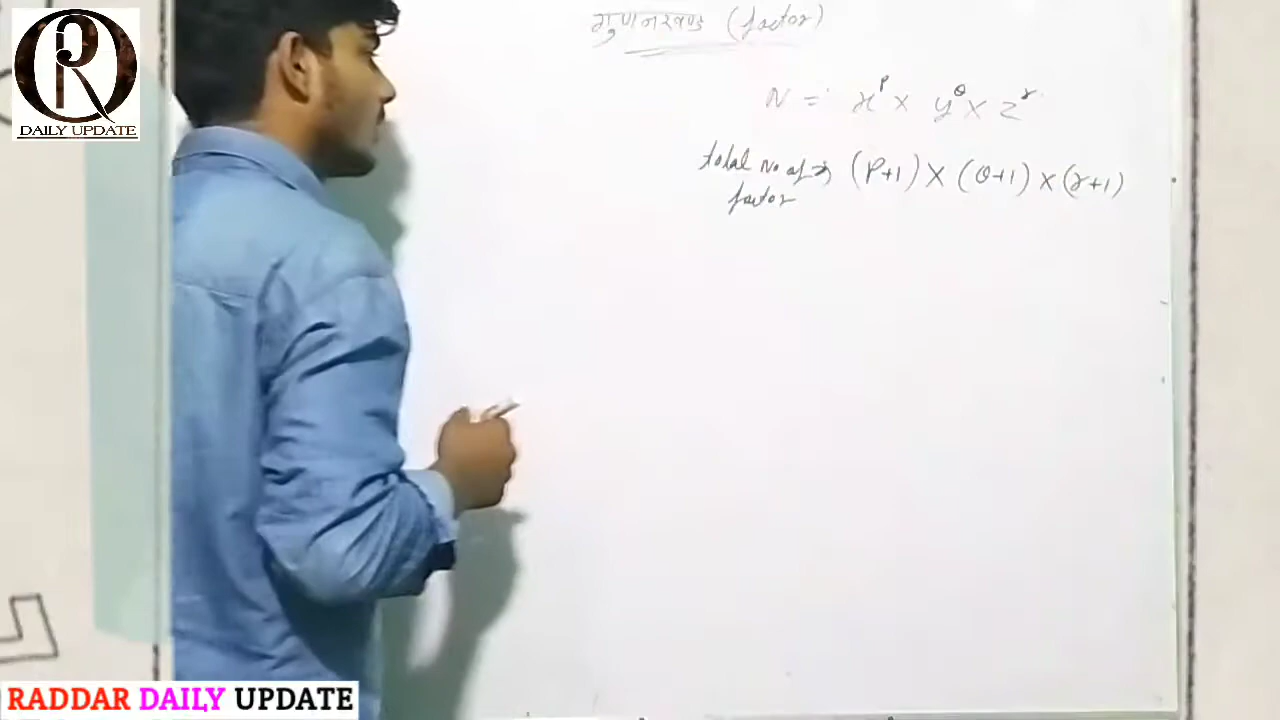 R
DAILY UPDATE
गुणनखण्ड (factor)
N = x^p × y^θ × z^r
total No of ⇒ (P+1) × (θ+1) × (r+1)
factor
RADDAR DAILY UPDATE